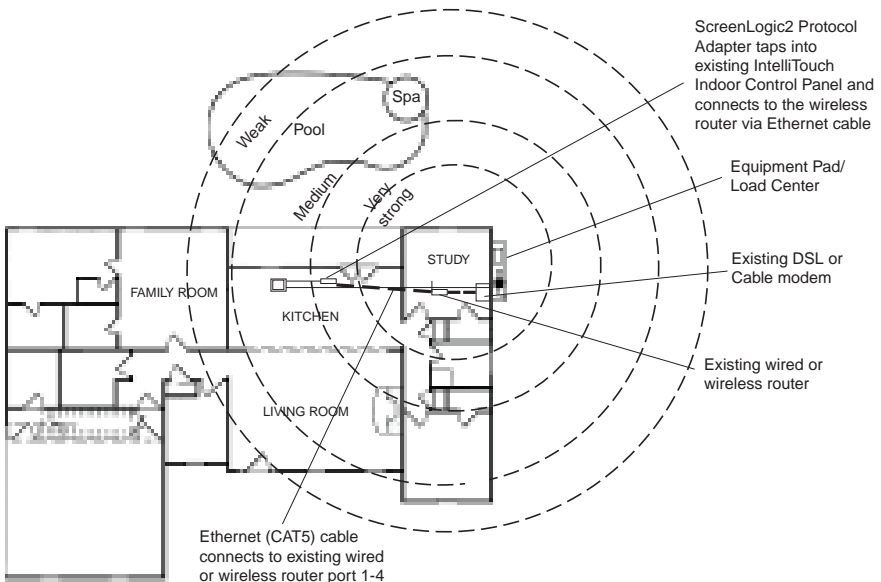 ScreenLogic2 Protocol
Adapter taps into
existing IntelliTouch
Indoor Control Panel and
connects to the wireless
router via Ethernet cable
Spa
Weak
Pool
Equipment Pad/
Load Center
Medium
Very
strong
STUDY
Existing DSL or
Cable modem
FAMILY ROOM
KITCHEN
Existing wired or
wireless router
LIVING ROOM
Ethernet (CAT5) cable
connects to existing wired
or wireless router port 1-4